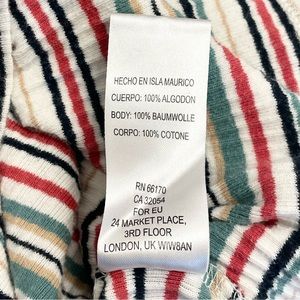 HECHO EN ISLA MAURICO
CUERPO: 100% ALGODON
BODY: 100% BAUMWOLLE
CORPO: 100% COTONE
RN 66170
CA 32054
FOR EU
24 MARKET PLACE,
3RD FLOOR
LONDON, UK WIW8AN